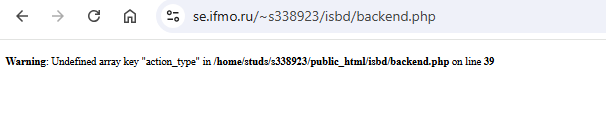 se.ifmo.ru/~s338923/isbd/backend.php
Warning: Undefined array key "action_type" in /home/studs/s338923/public_html/isbd/backend.php on line 39